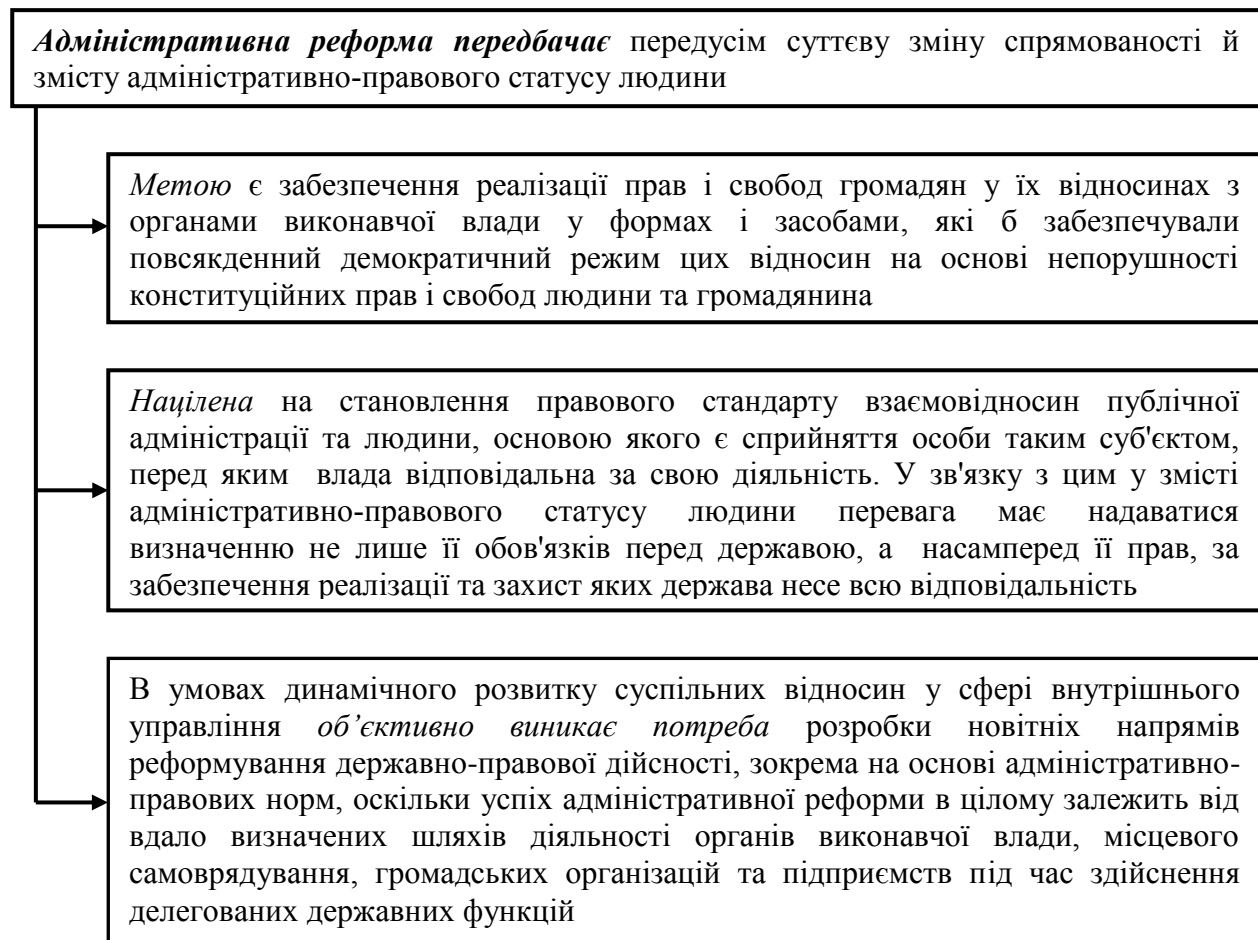 Адміністративна реформа передбачає передусім суттєву зміну спрямованості й
змісту адміністративно-правового статусу людини
Метою є забезпечення реалізації прав і свобод громадян у їх відносинах з
органами виконавчої влади у формах і засобами, які б забезпечували
повсякденний демократичний режим цих відносин на основі непорушності
конституційних прав і свобод людини та громадянина
Націлена на становлення правового стандарту взаємовідносин публічної
адміністрації та людини, основою якого є сприйняття особи таким суб'єктом,
перед яким влада відповідальна за свою діяльність. У зв'язку з цим у змісті
адміністративно-правового статусу людини перевага має надаватися
визначенню не лише її обов'язків перед державою, а насамперед її прав, за
забезпечення реалізації та захист яких держава несе всю відповідальність
В умовах динамічного розвитку суспільних відносин у сфері внутрішнього
управління об’єктивно виникає потреба розробки новітніх напрямів
реформування державно-правової дійсності, зокрема на основі адміністративно-
правових норм, оскільки успіх адміністративної реформи в цілому залежить від
вдало визначених шляхів діяльності органів виконавчої влади, місцевого
самоврядування, громадських організацій та підприємств під час здійснення
делегованих державних функцій